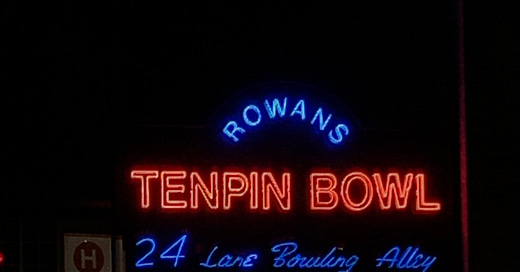 ROWANS
TENPIN BOWL
24 Lane Bowling Alley
H